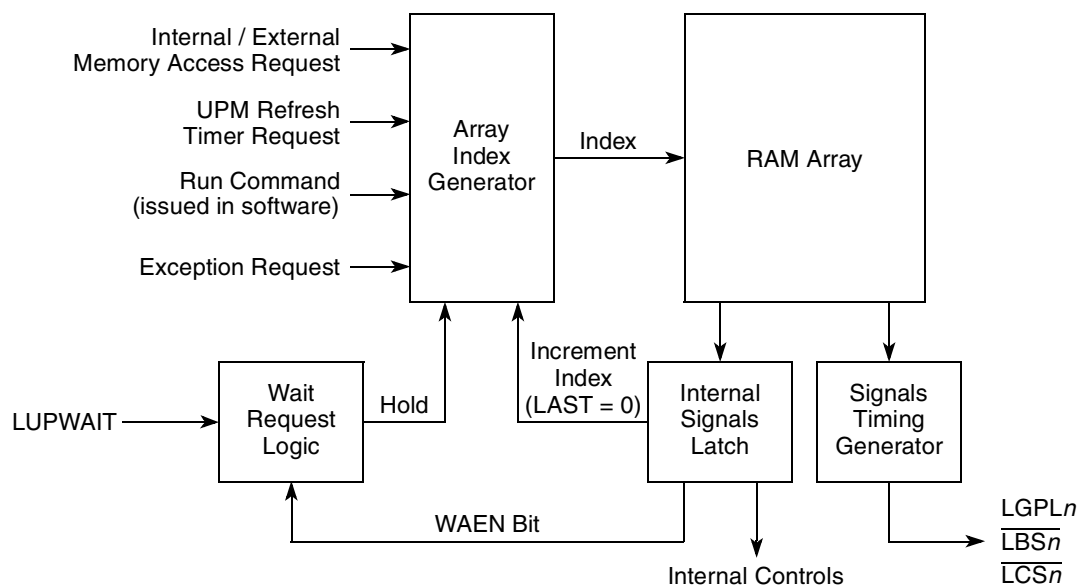 Internal / External
Memory Access Request
UPM Refresh
Timer Request
Run Command
(issued in software)
Exception Request
Array
Index
Generator
Index
RAM Array
LUPWAIT
Wait
Request
Logic
Hold
Increment
Index
(LAST = 0)
Internal
Signals
Latch
Signals
Timing
Generator
WAEN Bit
Internal Controls
LGPLn
LBSn
LCSn